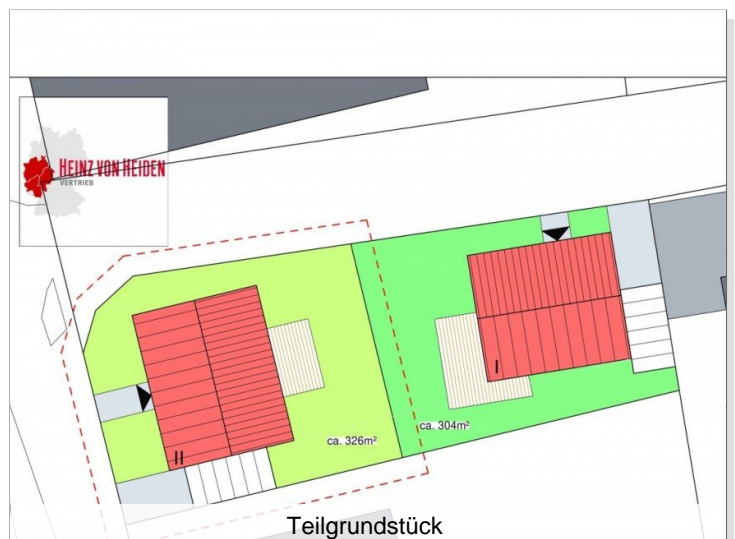 HEINZ VON HEIDEN
VERTRIEB
I
II
ca. 326m²
ca. 304m²
Teilgrundstück